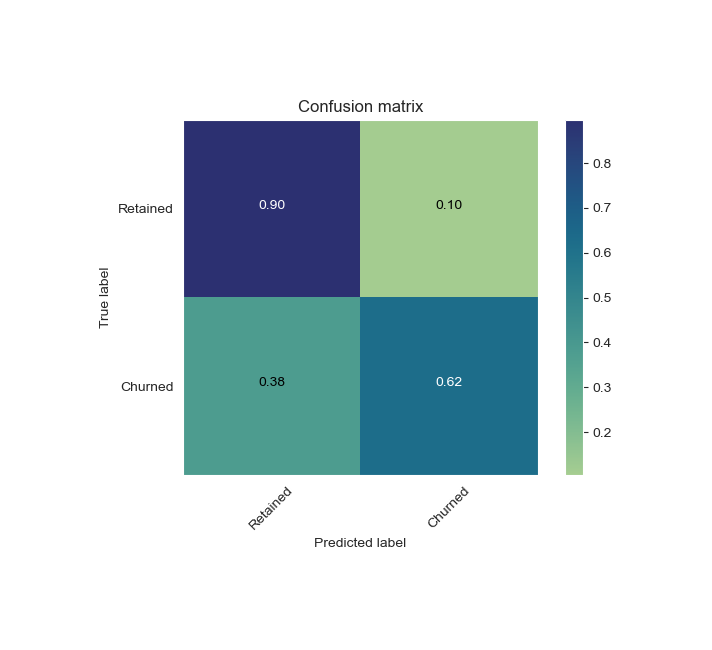 Confusion matrix
Retained
0.90
0.10
Churned
0.38
0.62
True label
Retained
Churned
Predicted label
0.8
0.7
0.6
0.5
0.4
0.3
0.2